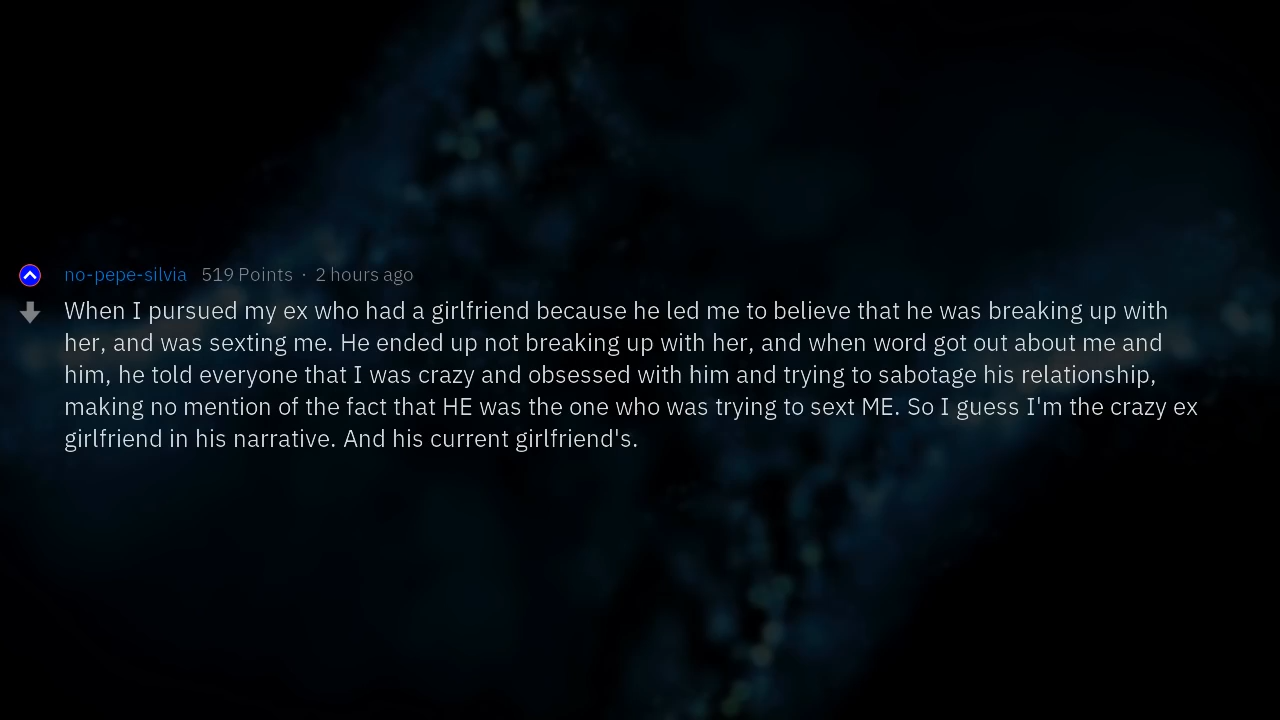 no-pepe-silvia 519 Points · 2 hours ago
When I pursued my ex who had a girlfriend because he led me to believe that he was breaking up with
her, and was sexting me. He ended up not breaking up with her, and when word got out about me and
him, he told everyone that I was crazy and obsessed with him and trying to sabotage his relationship,
making no mention of the fact that HE was the one who was trying to sext ME. So I guess I'm the crazy ex
girlfriend in his narrative. And his current girlfriend's.